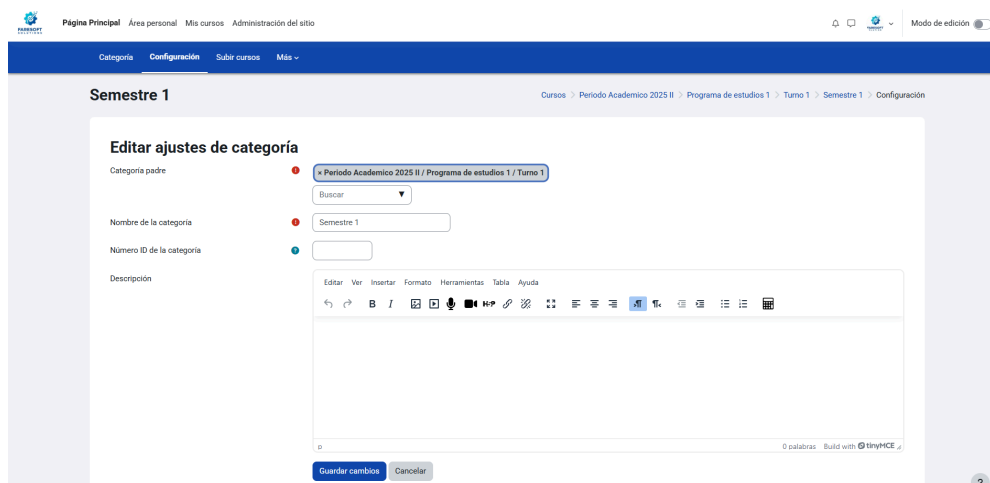 FARESOFT
SOLUTIONS
Página Principal Área personal Mis cursos Administración del sitio
Modo de edición
Categoría Configuración Subir cursos Más
Semestre 1
Cursos > Periodo Academico 2025 II > Programa de estudios 1 > Turno 1 > Semestre 1 > Configuración
Editar ajustes de categoría
Categoría padre
× Periodo Academico 2025 II / Programa de estudios 1 / Turno 1
Buscar ▼
Nombre de la categoría
Semestre 1
Número ID de la categoría
Descripción
Editar Ver Insertar Formato Herramientas Tabla Ayuda
B I H-P
p
0 palabras Build with tinyMCE
Guardar cambios Cancelar